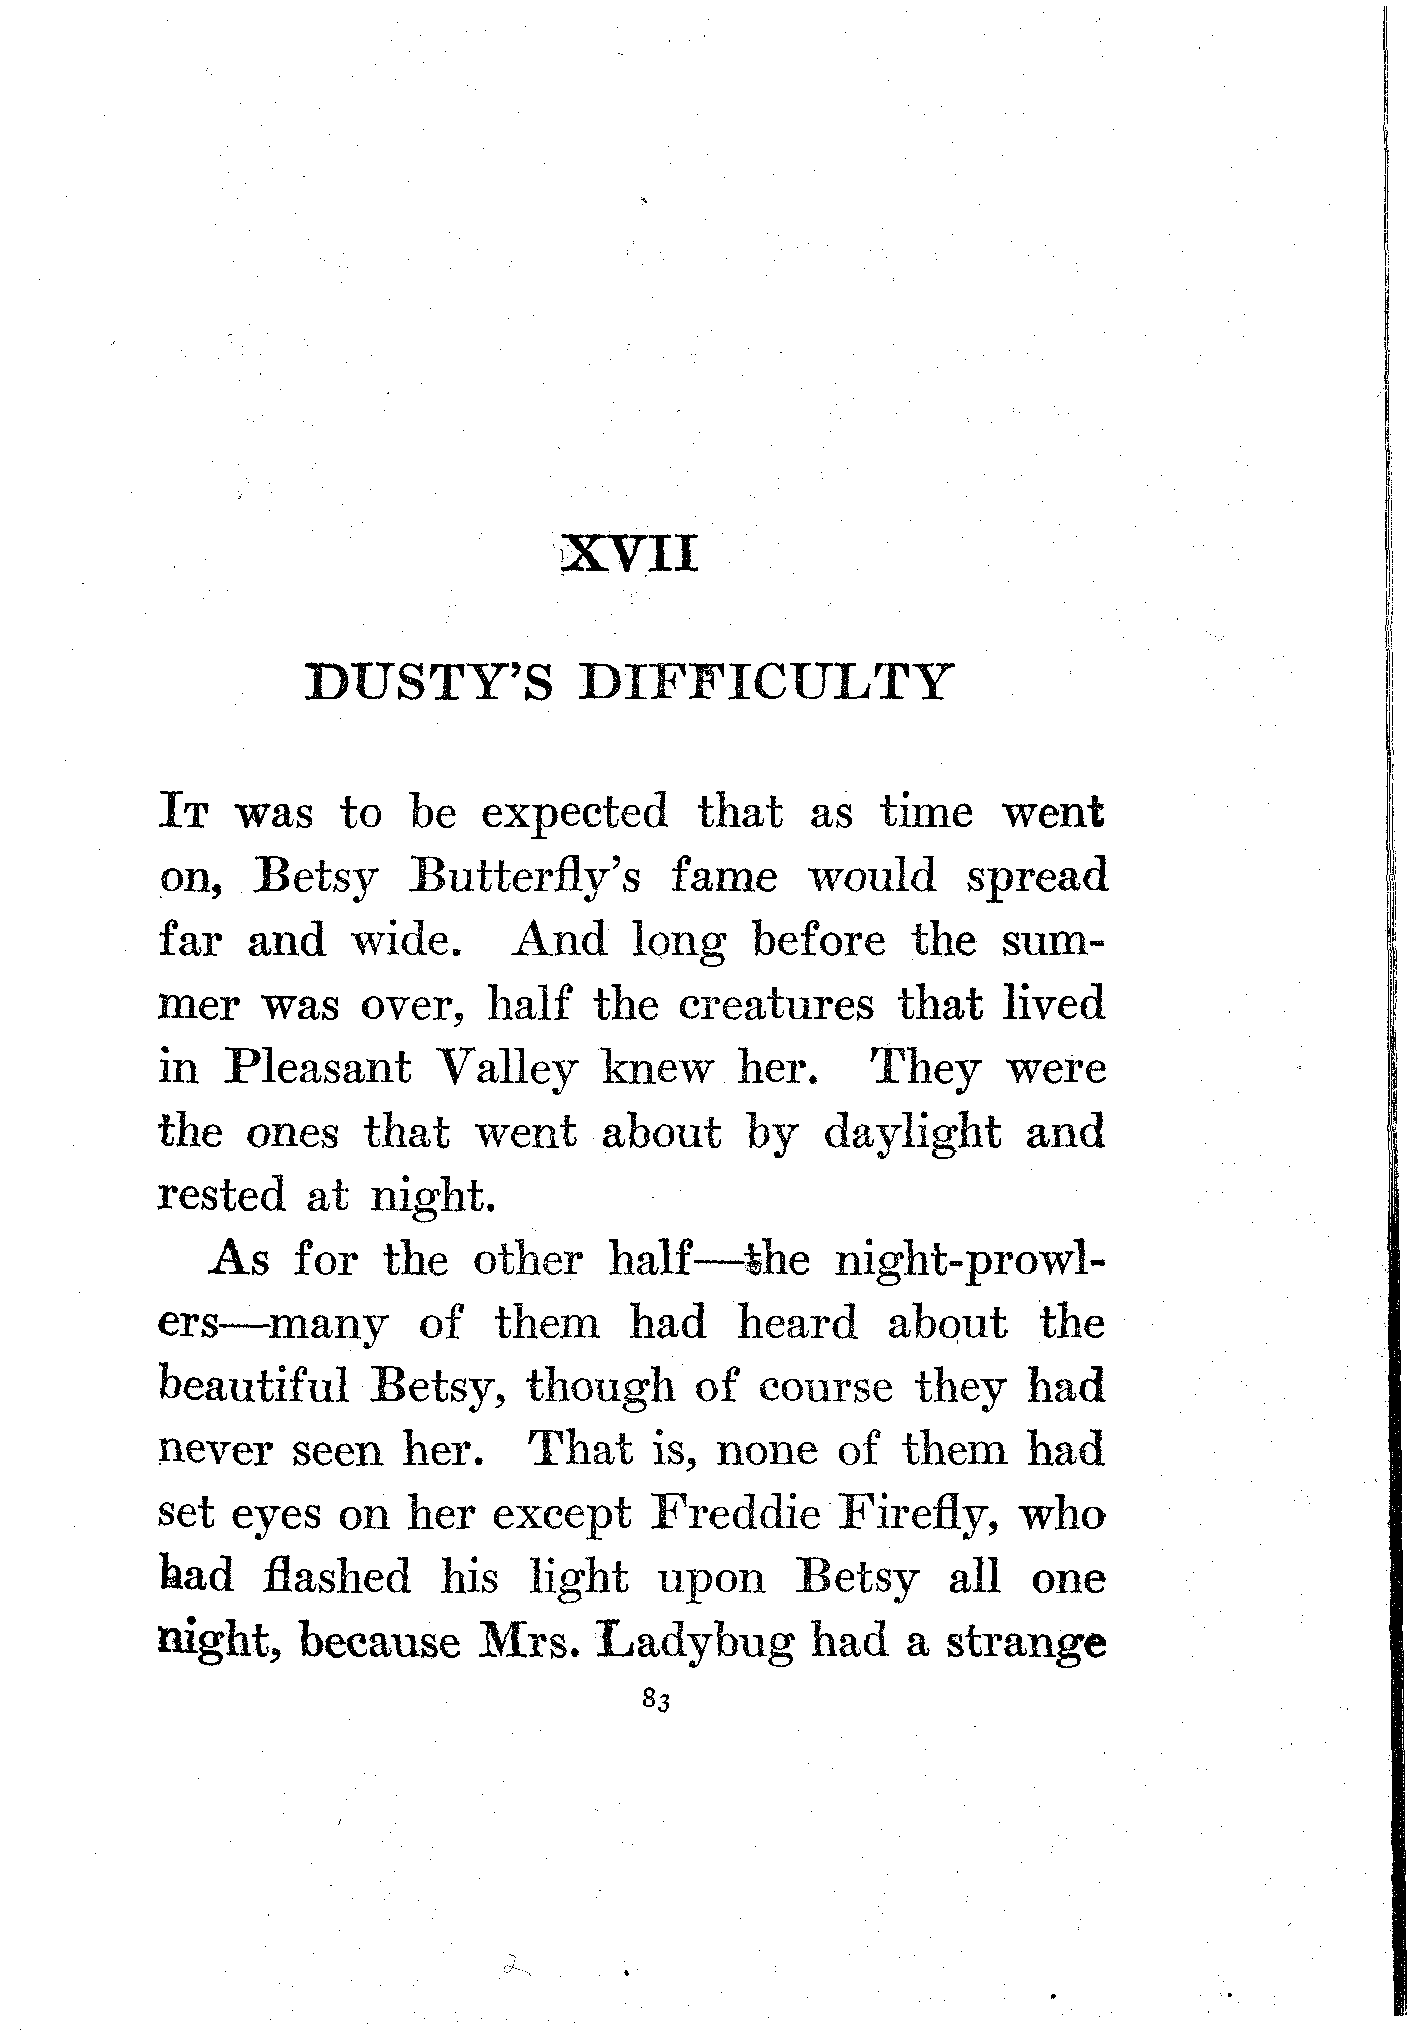 XVII
DUSTY'S DIFFICULTY
IT was to be expected that as time went
on, Betsy Butterfly's fame would spread
far and wide. And long before the sum-
mer was over, half the creatures that lived
in Pleasant Valley knew her. They were
the ones that went about by daylight and
rested at night.
As for the other half—the night-prowl-
ers—many of them had heard about the
beautiful Betsy, though of course they had
never seen her. That is, none of them had
set eyes on her except Freddie Firefly, who
had flashed his light upon Betsy all one
night, because Mrs. Ladybug had a strange
83